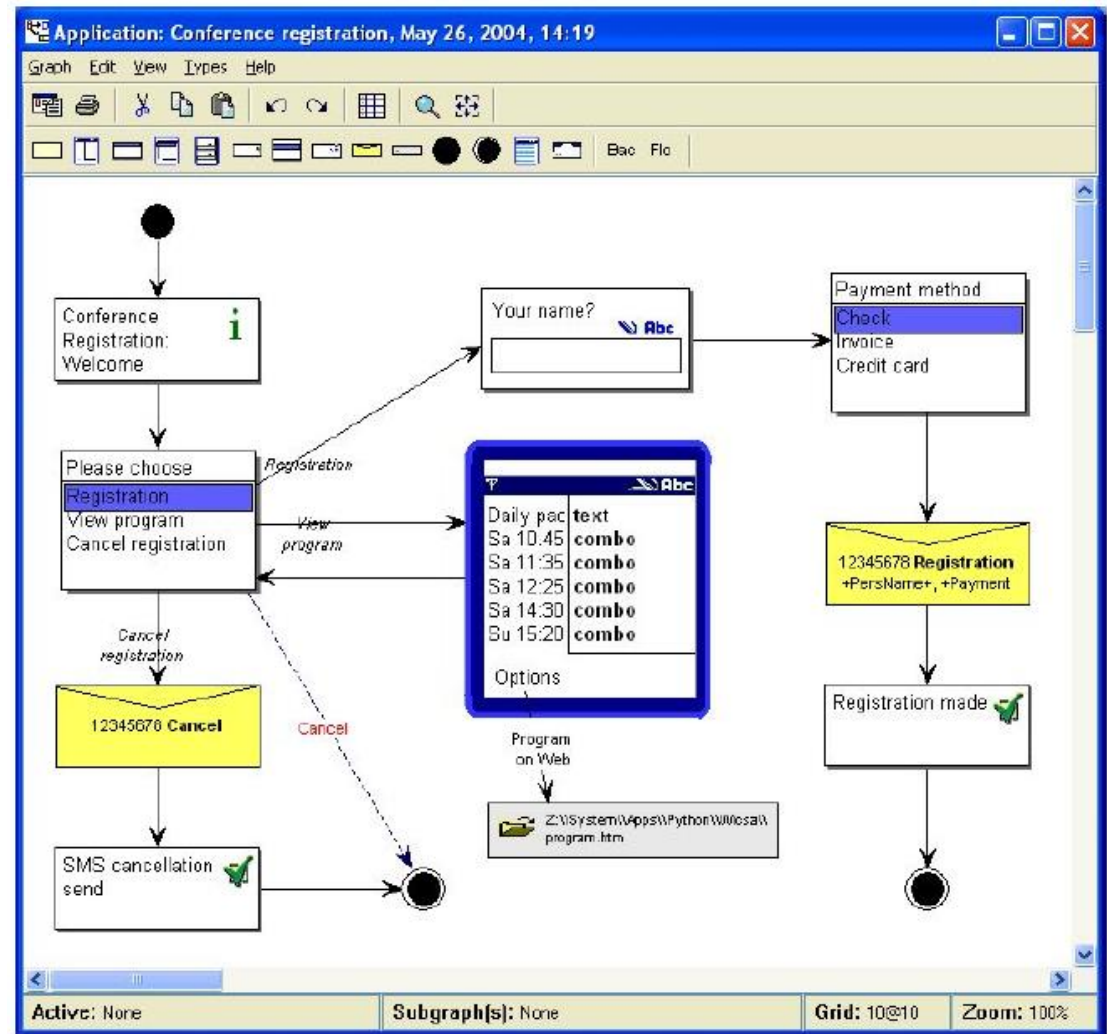 Application: Conference registration, May 26, 2004, 14:19
Graph Edit View Types Help
Bac Flo
Conference
Registration:
Welcome
i
Your name?
Abc
Payment method
Check
Invoice
Credit card
Please choose
Registration
View program
Cancel registration
Registration
View
program
Abc
Daily pac text
Sa 10.45 combo
Sa 11:35 combo
Sa 12:25 combo
Sa 14:30 combo
Su 15:20 combo
Options
12345678 Registration
+PersName+, +Payment
Cancel
registration
12345678 Cancel
Cancel
Registration made
Program
on Web
program.htm
SMS cancellation
send
Active: None
Subgraph(s): None
Grid: 10@10
Zoom: 100%